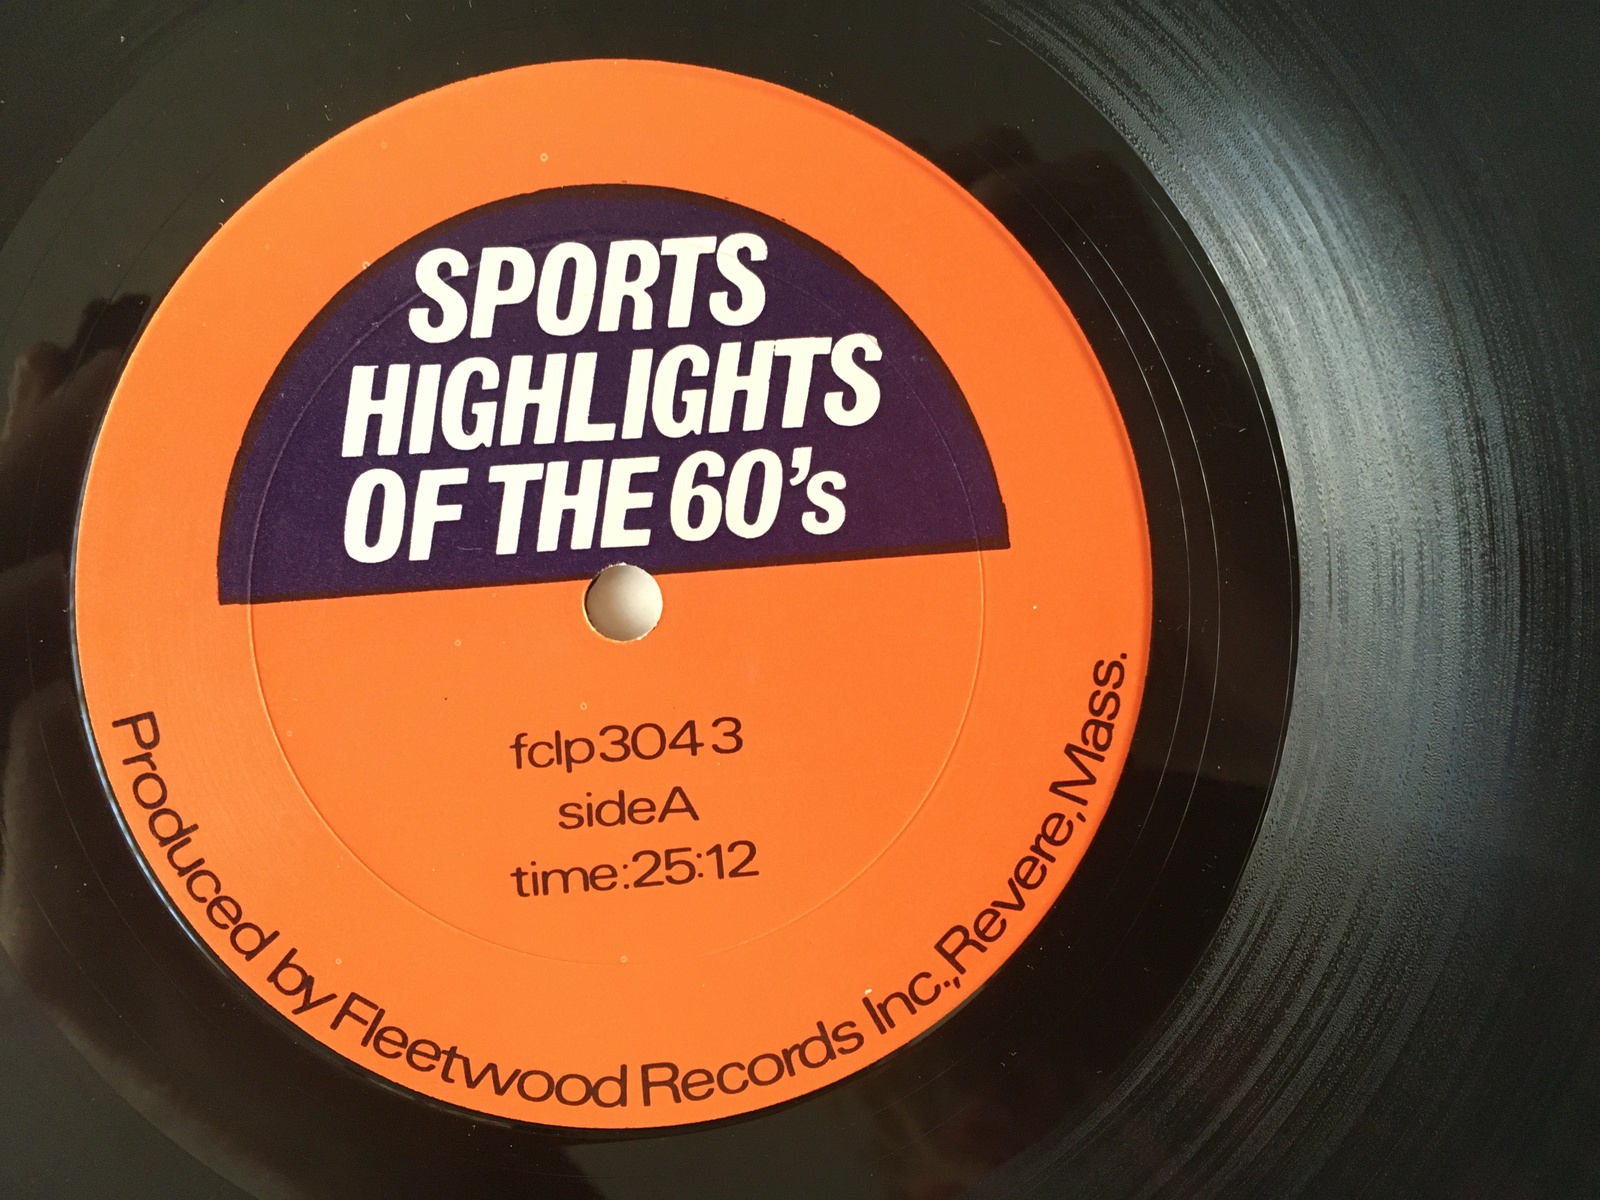 SPORTS
HIGHLIGHTS
OF THE 60's
fclp3043
sideA
time:25:12
Produced by Fleetwood Records Inc., Revere, Mass.